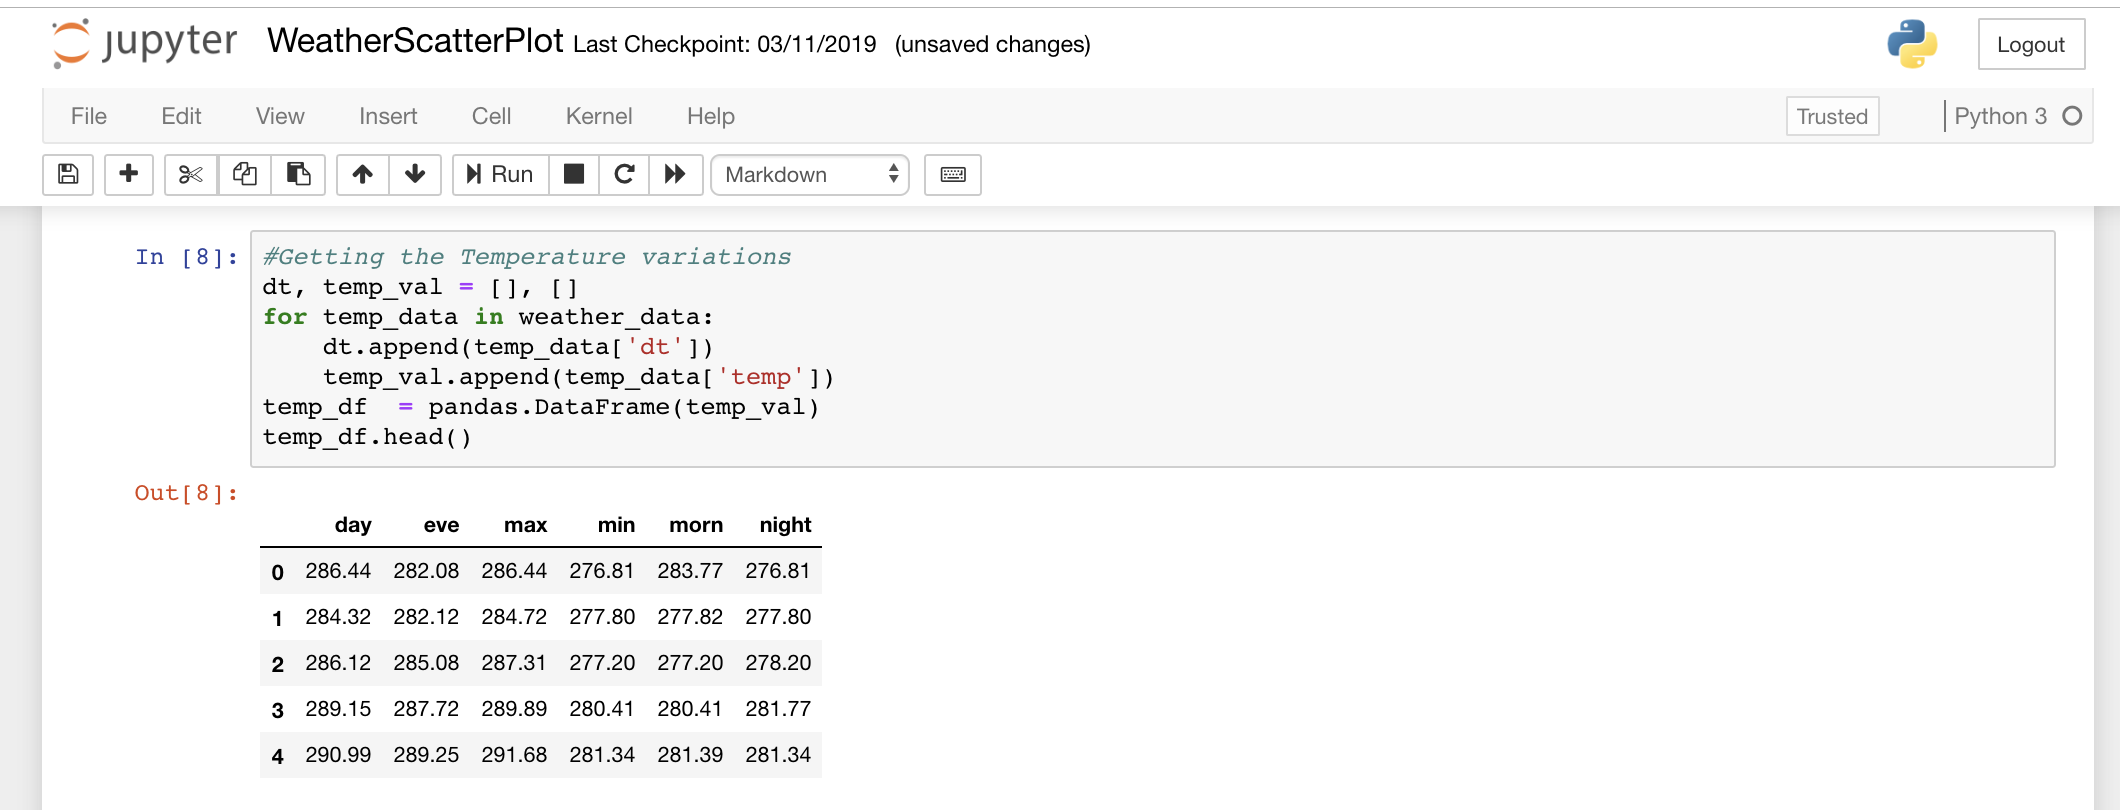 jupyter WeatherScatterPlot Last Checkpoint: 03/11/2019 (unsaved changes) Logout
File Edit View Insert Cell Kernel Help Trusted Python 3
Run Markdown
In [8]: #Getting the Temperature variations
dt, temp_val = [], []
for temp_data in weather_data:
    dt.append(temp_data['dt'])
    temp_val.append(temp_data['temp'])
temp_df  = pandas.DataFrame(temp_val)
temp_df.head()
Out[8]:
day eve max min morn night
0 286.44 282.08 286.44 276.81 283.77 276.81
1 284.32 282.12 284.72 277.80 277.82 277.80
2 286.12 285.08 287.31 277.20 277.20 278.20
3 289.15 287.72 289.89 280.41 280.41 281.77
4 290.99 289.25 291.68 281.34 281.39 281.34